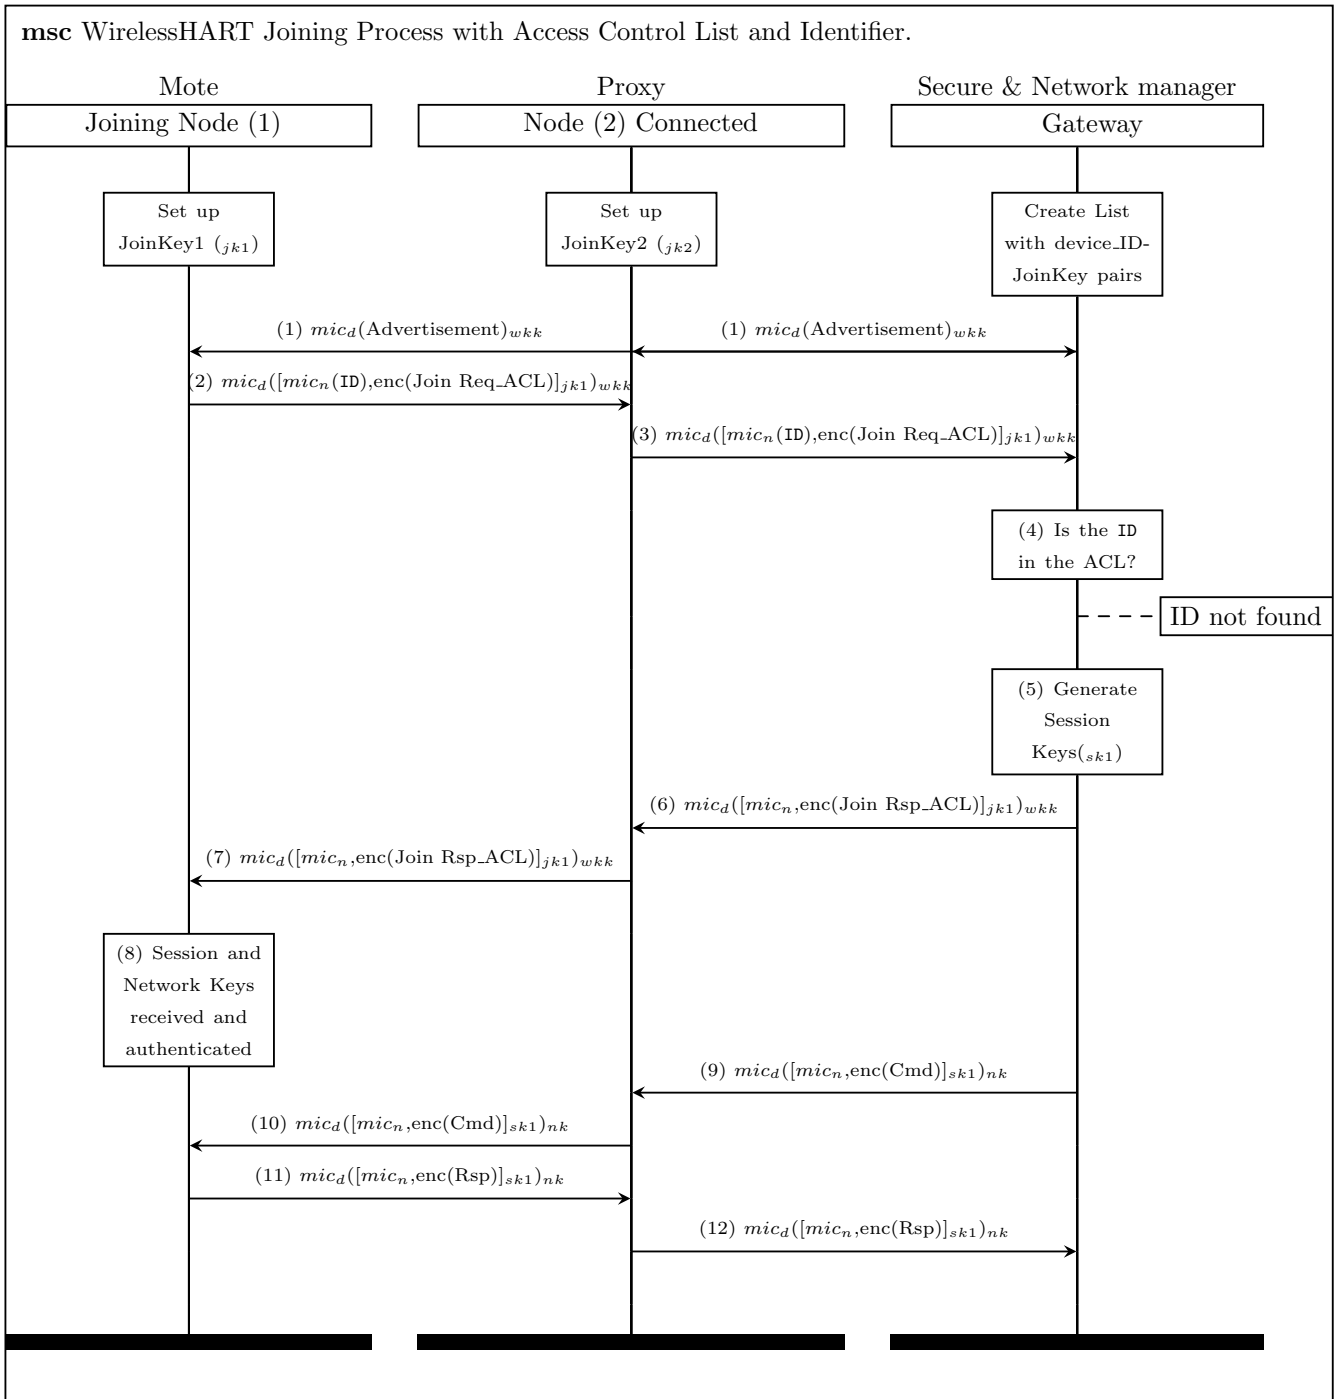 msc WirelessHART Joining Process with Access Control List and Identifier.
Mote
Proxy
Secure & Network manager
Joining Node (1)
Node (2) Connected
Gateway
Set up
JoinKey1 (jk1)
Set up
JoinKey2 (jk2)
Create List
with device_ID-
JoinKey pairs
(1) micd(Advertisement)wkk
(1) micd(Advertisement)wkk
(2) micd([micn(ID),enc(Join Req_ACL)]jk1)wkk
(3) micd([micn(ID),enc(Join Req_ACL)]jk1)wkk
(4) Is the ID
in the ACL?
ID not found
(5) Generate
Session
Keys(sk1)
(6) micd([micn,enc(Join Rsp_ACL)]jk1)wkk
(7) micd([micn,enc(Join Rsp_ACL)]jk1)wkk
(8) Session and
Network Keys
received and
authenticated
(9) micd([micn,enc(Cmd)]sk1)nk
(10) micd([micn,enc(Cmd)]sk1)nk
(11) micd([micn,enc(Rsp)]sk1)nk
(12) micd([micn,enc(Rsp)]sk1)nk